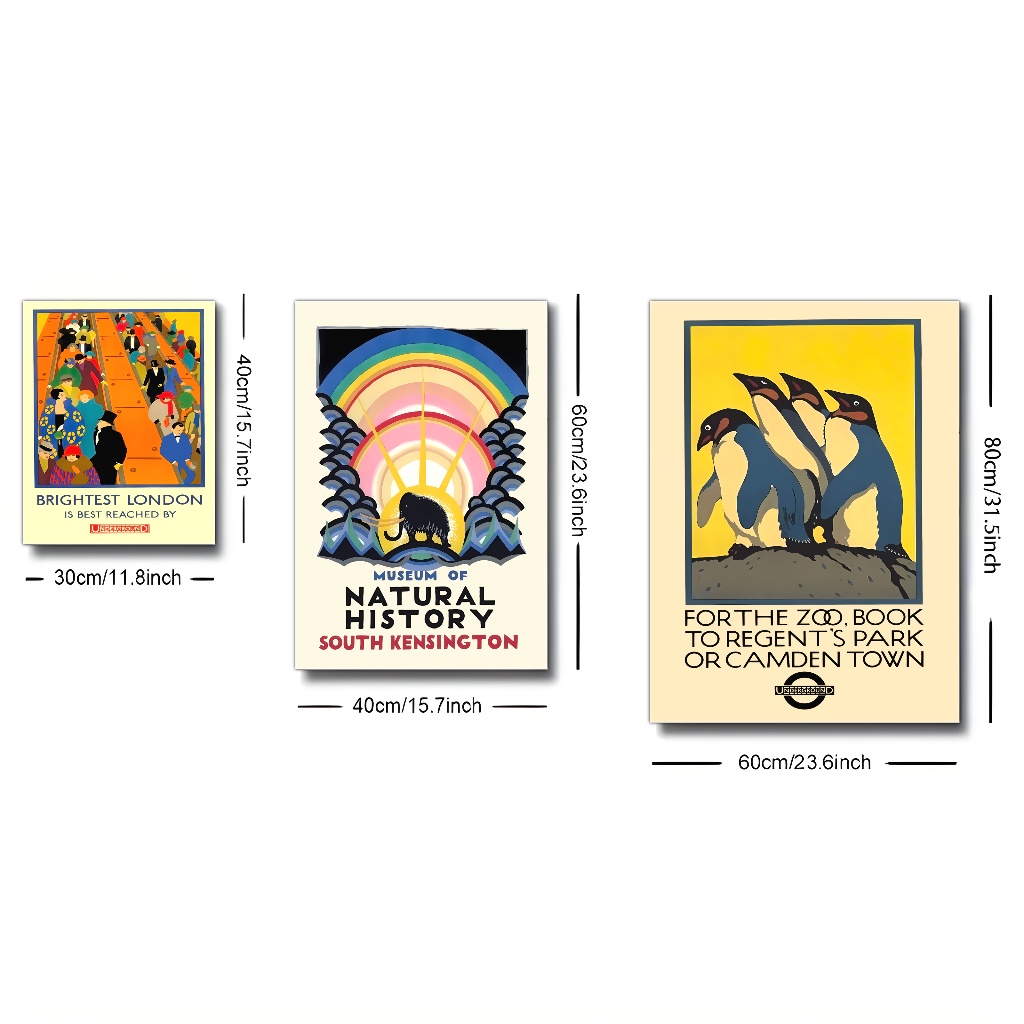 BRIGHTEST LONDON
IS BEST REACHED BY
UNDERGROUND
40cm/15.7inch
30cm/11.8inch
MUSEUM OF
NATURAL
HISTORY
SOUTH KENSINGTON
60cm/23.6inch
40cm/15.7inch
FOR THE ZOO, BOOK
TO REGENT'S PARK
OR CAMDEN TOWN
UNDERGROUND
80cm/31.5inch
60cm/23.6inch